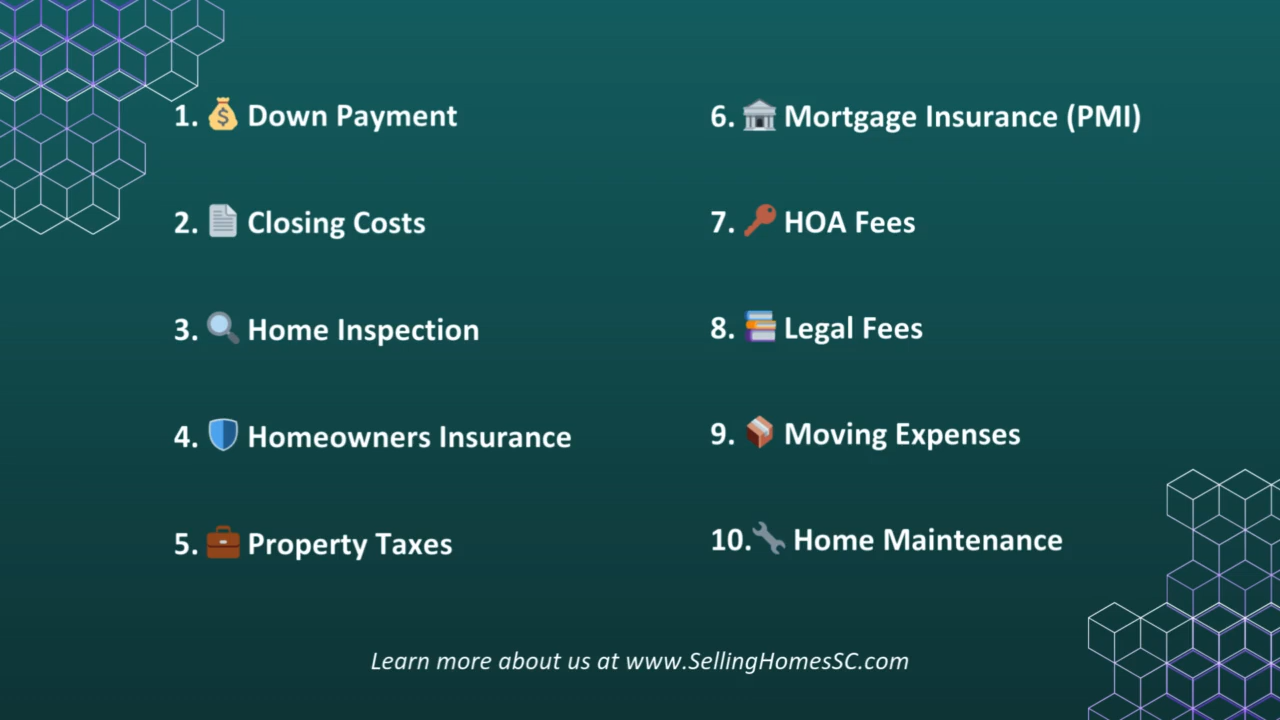 1. 💰 Down Payment
2. 📄 Closing Costs
3. 🔍 Home Inspection
4. 🛡️ Homeowners Insurance
5. 💼 Property Taxes
6. 🏛️ Mortgage Insurance (PMI)
7. 🔑 HOA Fees
8. 📚 Legal Fees
9. 📦 Moving Expenses
10.🔧 Home Maintenance
Learn more about us at www.SellingHomesSC.com